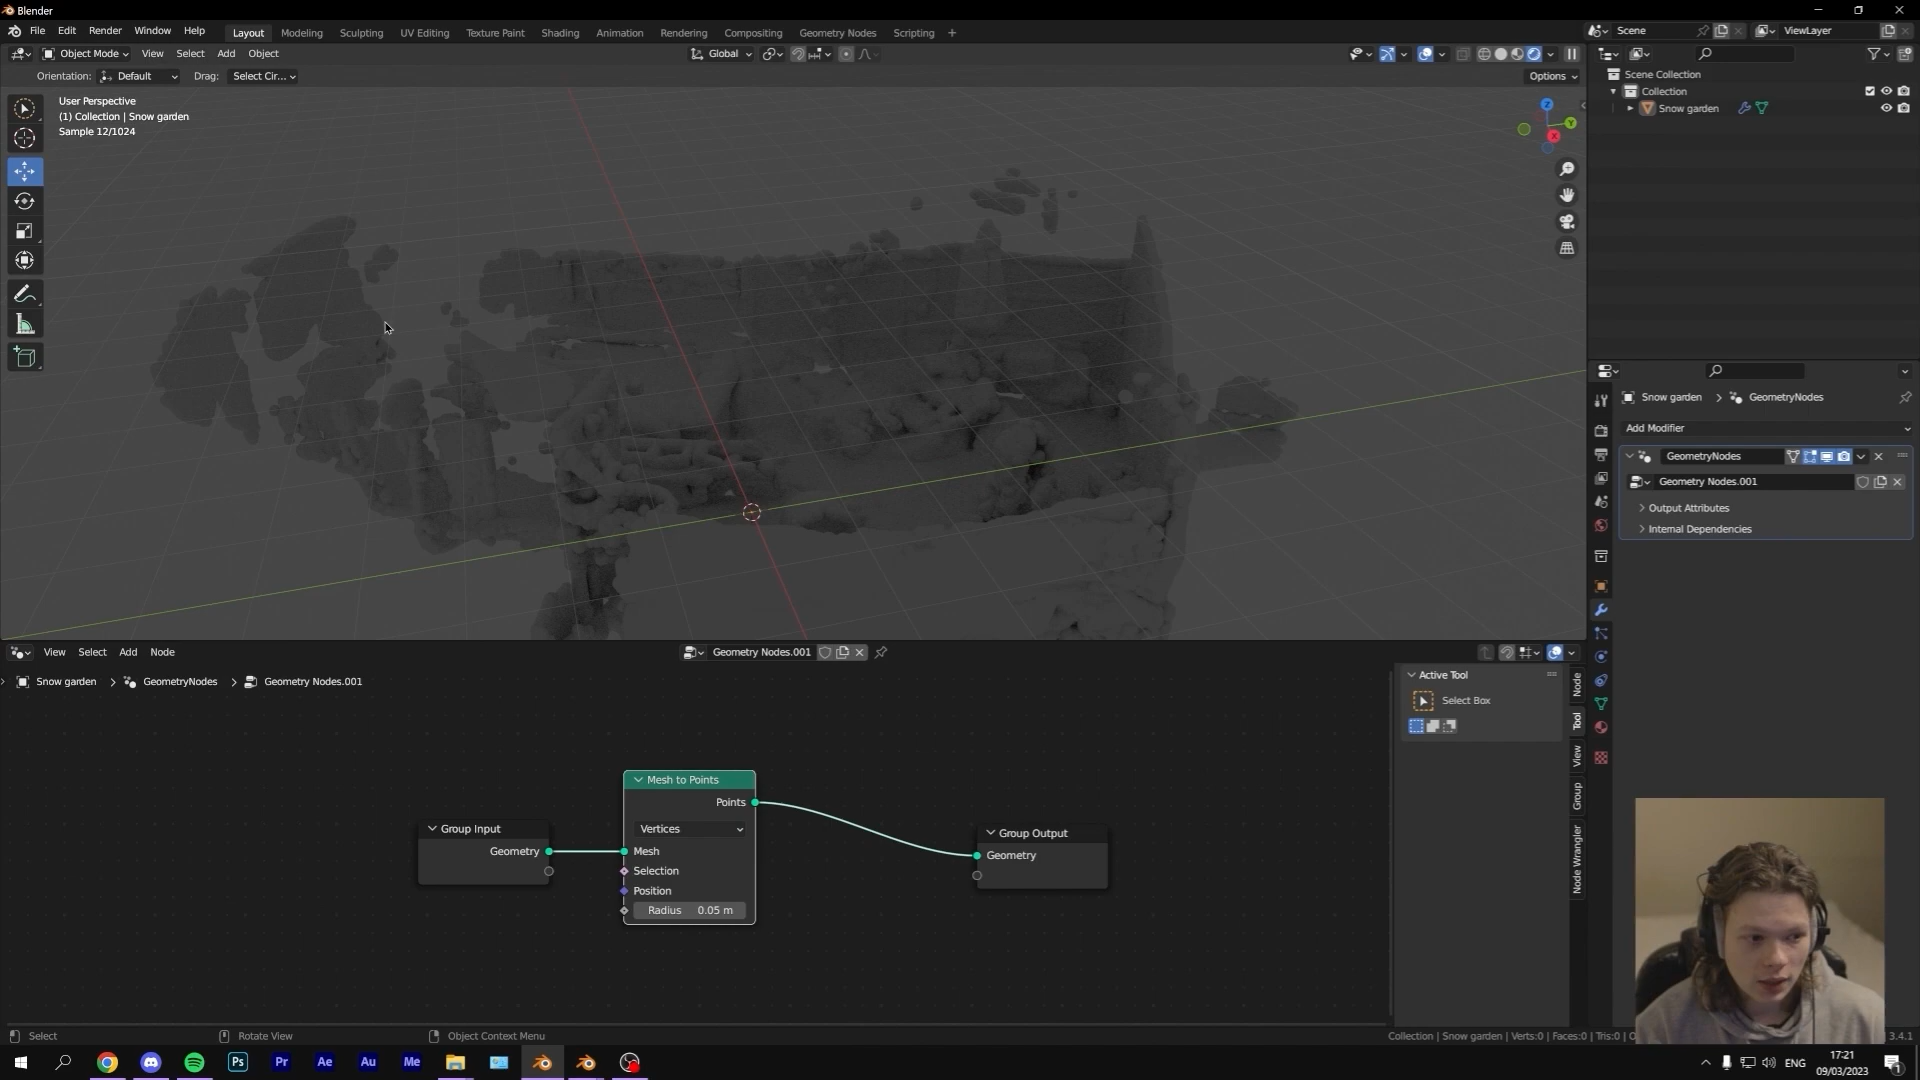 Blender
File Edit Render Window Help Layout Modeling Sculpting UV Editing Texture Paint Shading Animation Rendering Compositing Geometry Nodes Scripting + Scene ViewLayer
Object Mode View Select Add Object Global
Orientation: Default Drag: Select Cir... Options
User Perspective
(1) Collection | Snow garden
Sample 12/1024
Z
Y
X
Scene Collection
Collection
Snow garden
Snow garden > GeometryNodes
Add Modifier
GeometryNodes
Geometry Nodes.001
Output Attributes
Internal Dependencies
View Select Add Node Geometry Nodes.001
Snow garden > GeometryNodes > Geometry Nodes.001
Active Tool
Select Box
Node
Tool
View
Group
Node Wrangler
Mesh to Points
Points
Vertices
Mesh
Selection
Position
Radius 0.05 m
Group Input
Geometry
Group Output
Geometry
Select Rotate View Object Context Menu Collection | Snow garden | Verts:0 | Faces:0 | Tris:0 | O 3.4.1
Ps Pr Ae Au Me ENG 17:21
09/03/2023
1